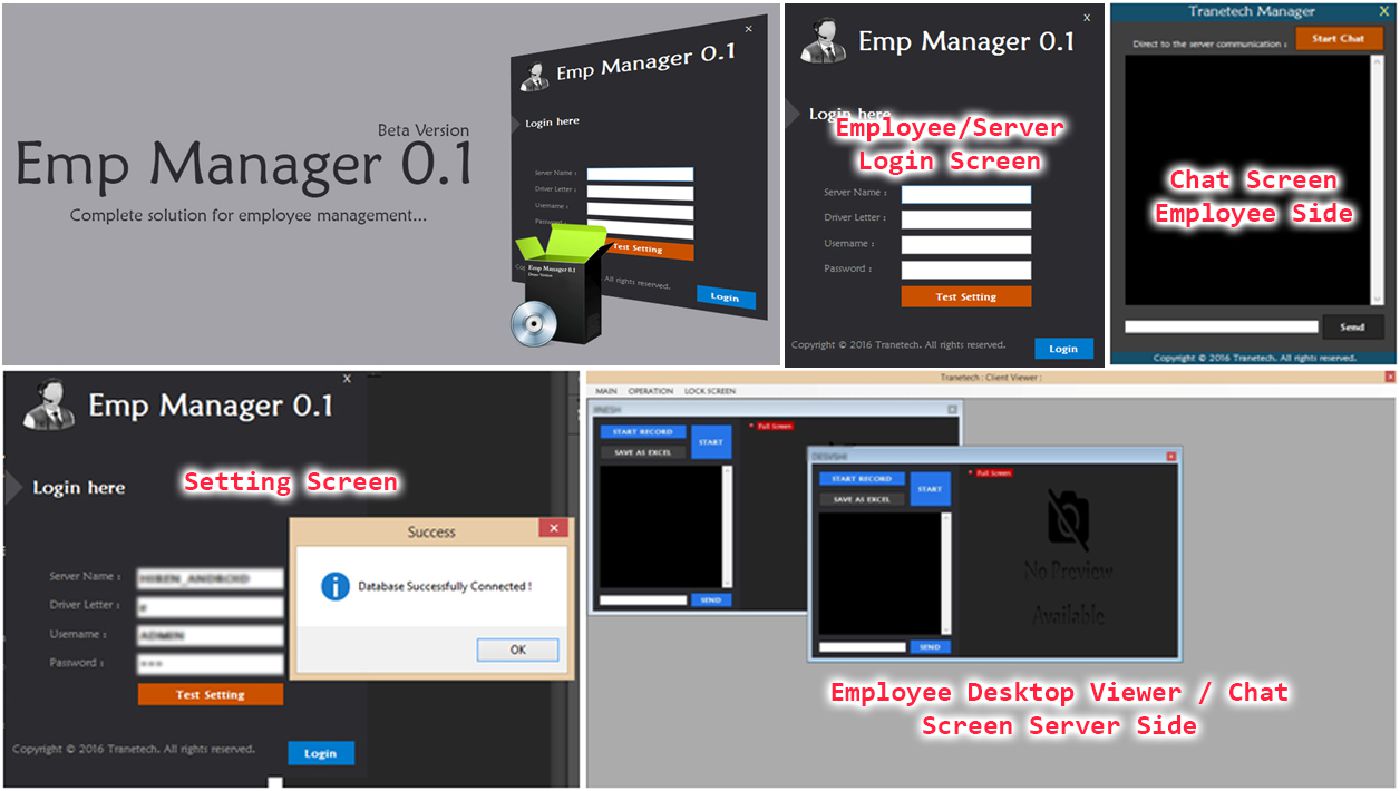 Beta Version
Emp Manager 0.1
Complete solution for employee management...
x
Emp Manager 0.1
Login here
Server Name :
Driver Letter :
Username :
Password :
Test Setting
All rights reserved.
Login
Emp Manager 0.1
x
Emp Manager 0.1
Login here
Employee/Server
Login Screen
Server Name :
Driver Letter :
Username :
Password :
Test Setting
Copyright © 2016 Tranetech. All rights reserved.
Login
Tranetech Manager X
Direct to the server communication :
Start Chat
Chat Screen
Employee Side
Send
Copyright © 2016 Tranetech. All rights reserved.
x
Emp Manager 0.1
Login here
Setting Screen
Server Name :
Driver Letter :
Username :
ADMIN
Password :
Test Setting
Copyright © 2016 Tranetech. All rights reserved.
Login
Success
Database Successfully Connected !
OK
Tranetech : Client Viewer :
MAIN OPERATION LOCK SCREEN
START RECORD
SAVE AS EXCEL
START
Full Screen
SEND
START RECORD
SAVE AS EXCEL
START
Full Screen
No Preview
Available
SEND
Employee Desktop Viewer / Chat
Screen Server Side